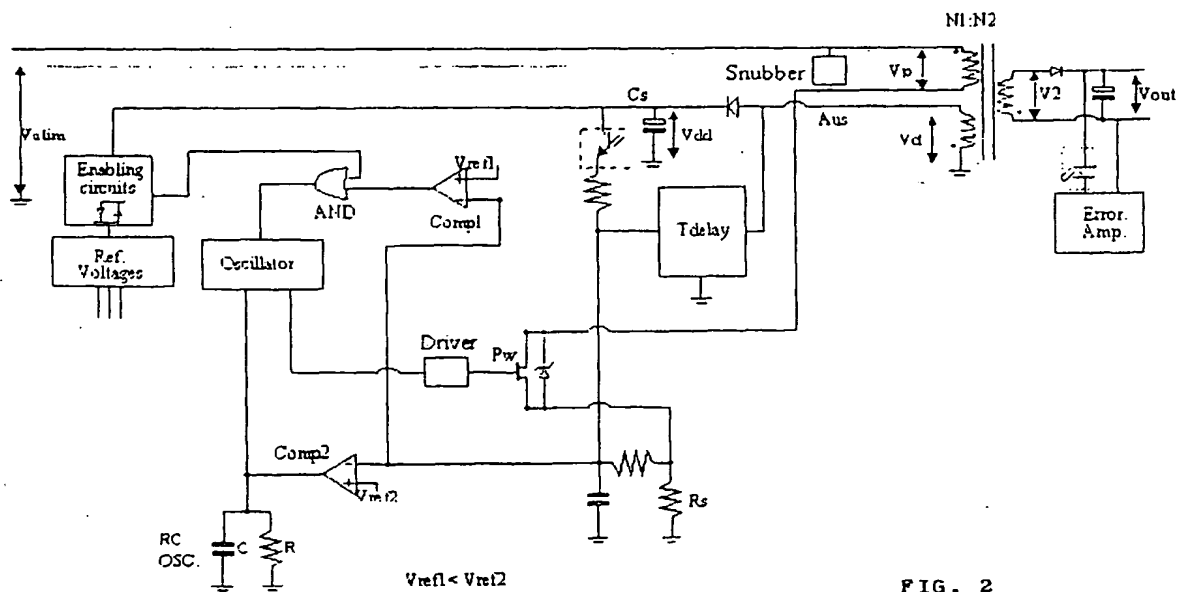 N1:N2
Snubber
Vp
V2
Vout
Cs
Vdd
Aus
Vd
Valim
Enabling
circuits
AND
Vref1
Comp1
Tdelay
Error.
Amp.
Ref.
Voltages
Oscillator
Driver
Pw
Comp2
Vref2
Rs
RC
OSC.
C
R
Vref1 < Vref2
FIG. 2